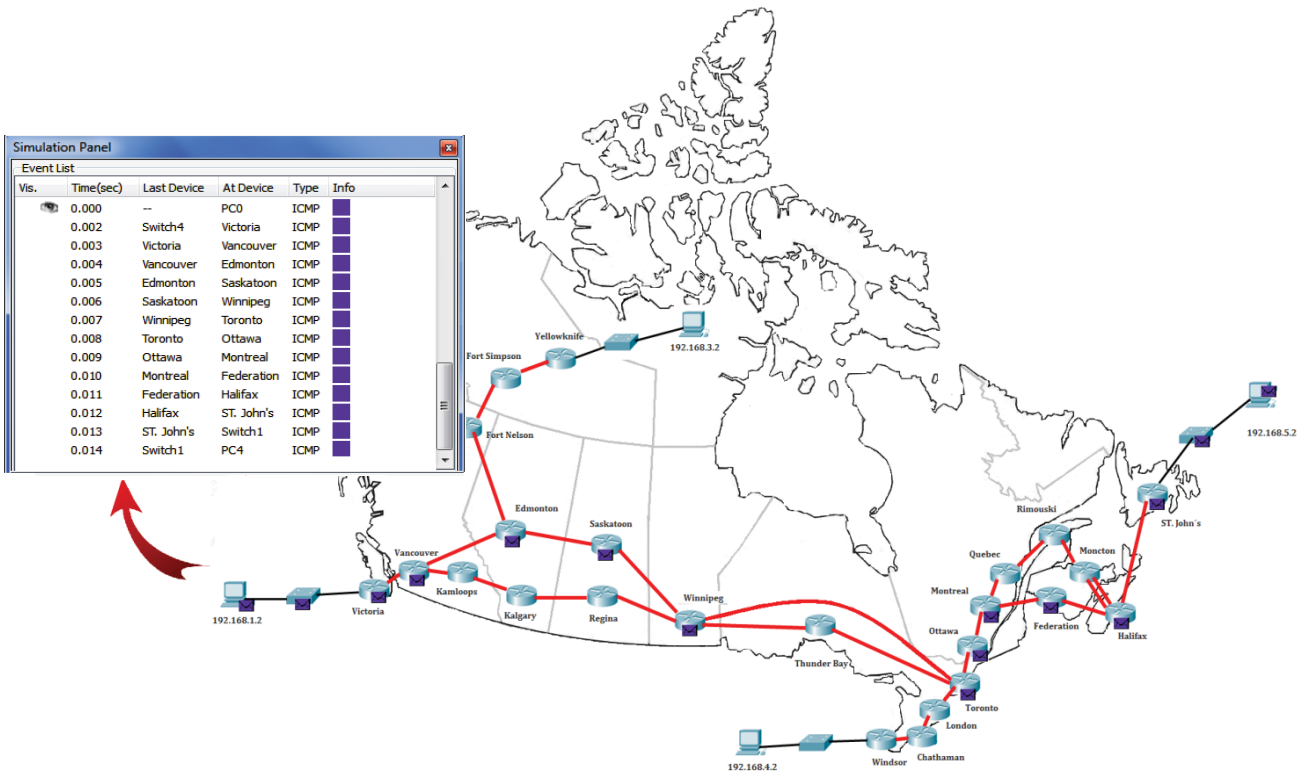 Simulation Panel
Event List
Vis. Time(sec) Last Device At Device Type Info
0.000 -- PC0 ICMP
0.002 Switch4 Victoria ICMP
0.003 Victoria Vancouver ICMP
0.004 Vancouver Edmonton ICMP
0.005 Edmonton Saskatoon ICMP
0.006 Saskatoon Winnipeg ICMP
0.007 Winnipeg Toronto ICMP
0.008 Toronto Ottawa ICMP
0.009 Ottawa Montreal ICMP
0.010 Montreal Federation ICMP
0.011 Federation Halifax ICMP
0.012 Halifax ST. John's ICMP
0.013 ST. John's Switch1 ICMP
0.014 Switch1 PC4 ICMP
Yellowknife
192.168.3.2
Fort Simpson
Fort Nelson
192.168.5.2
Edmonton
Saskatoon
Rimouski
ST. John´s
Vancouver
Quebec
Moncton
Kamloops
Victoria
192.168.1.2
Kalgary
Regina
Winnipeg
Montreal
Federation
Halifax
Ottawa
Thunder Bay
Toronto
London
Chathaman
Windsor
192.168.4.2